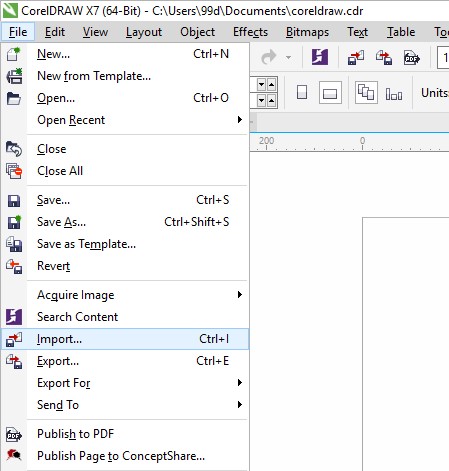 CorelDRAW X7 (64-Bit) - C:\Users\99d\Documents\coreldraw.cdr
File Edit View Layout Object Effects Bitmaps Text Table
New... Ctrl+N
New from Template...
Open... Ctrl+O
Open Recent
Units:
Close
200 0
Close All
Save... Ctrl+S
Save As... Ctrl+Shift+S
Save as Template...
Revert
Acquire Image
Search Content
Import... Ctrl+I
Export... Ctrl+E
Export For
Send To
Publish to PDF
Publish Page to ConceptShare...